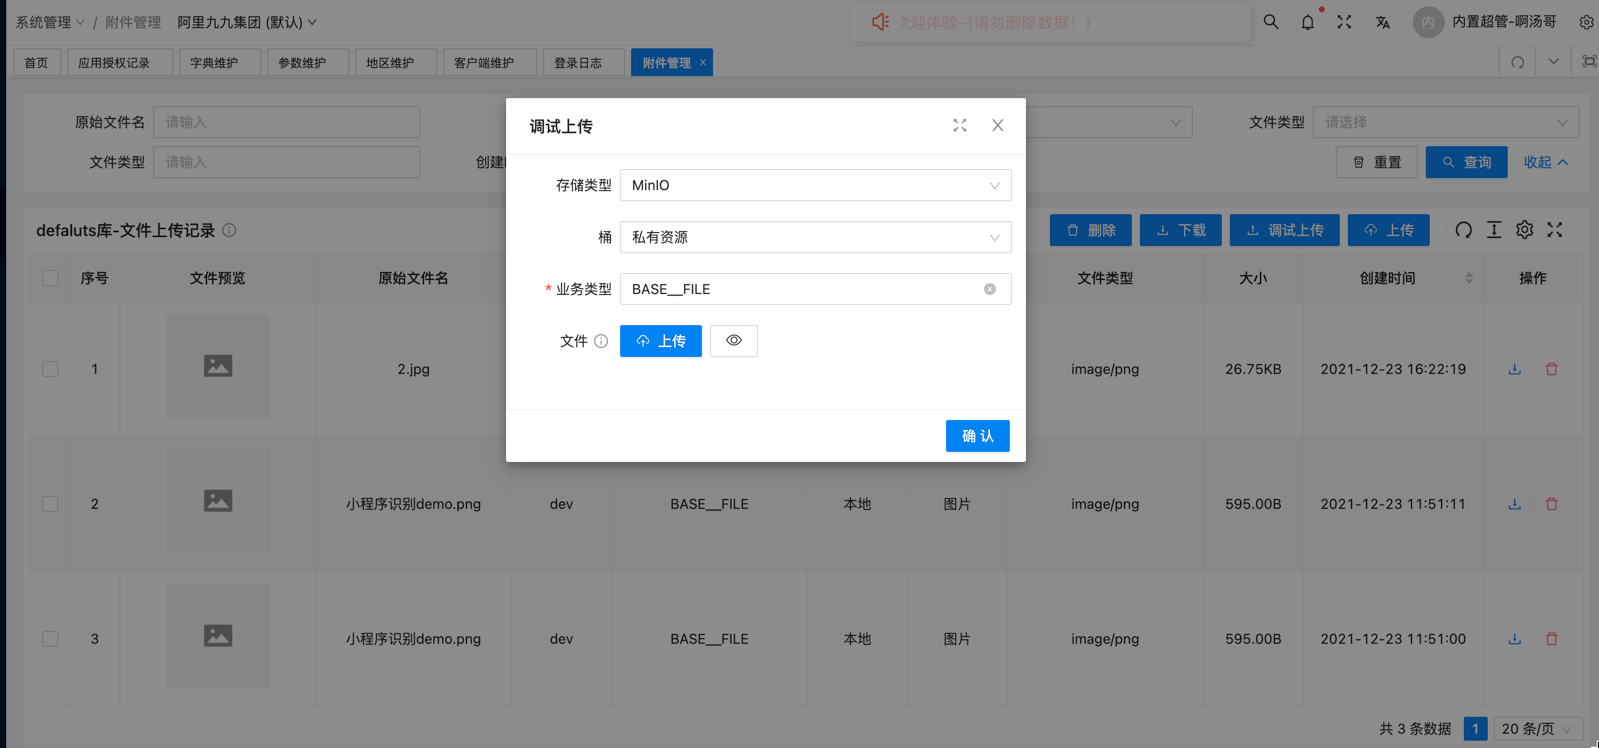 系统管理 / 附件管理 阿里九九集团 (默认) 欢迎体验~(请勿删除数据! ) 内 内置超管-啊汤哥
首页 应用授权记录 字典维护 参数维护 地区维护 客户端维护 登录日志 附件管理 x
原始文件名 请输入 文件类型 请选择
文件类型 请输入 重置 查询 收起
defaluts库-文件上传记录 删除 下载 调试上传 上传
序号 文件预览 原始文件名 文件类型 大小 创建时间 操作
1 2.jpg image/png 26.75KB 2021-12-23 16:22:19
2 小程序识别demo.png dev BASE__FILE 本地 图片 image/png 595.00B 2021-12-23 11:51:11
3 小程序识别demo.png dev BASE__FILE 本地 图片 image/png 595.00B 2021-12-23 11:51:00
共 3 条数据 1 20 条/页
调试上传
存储类型 MinIO
桶 私有资源
* 业务类型 BASE__FILE
文件 上传
确 认